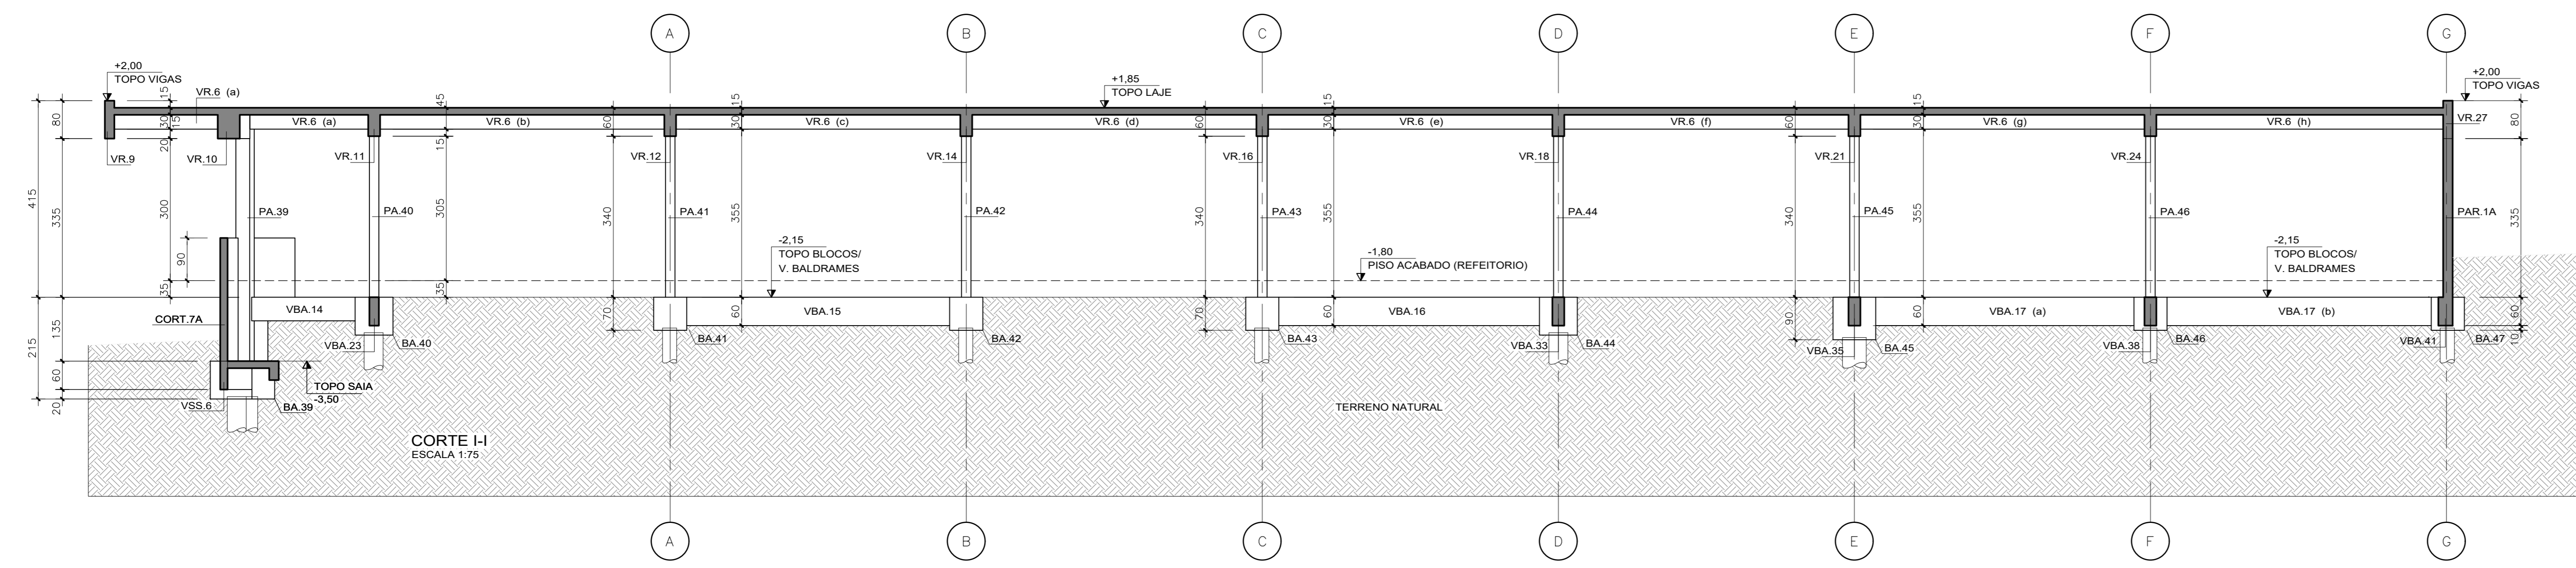 A
B
C
D
E
F
G
+2,00
TOPO VIGAS
VR.6 (a)
+1,85
TOPO LAJE
+2,00
TOPO VIGAS
15
45
15
15
15
80
30
15
20
VR.6 (a)
VR.6 (b)
60
30
VR.6 (c)
VR.6 (d)
60
30
VR.6 (e)
VR.6 (f)
60
30
VR.6 (g)
VR.6 (h)
VR.27
80
VR.9
VR.10
VR.11
15
VR.12
VR.14
VR.16
VR.18
VR.21
VR.24
415
335
300
PA.39
PA.40
305
340
PA.41
355
PA.42
340
PA.43
355
PA.44
340
PA.45
355
PA.46
PAR.1A
335
90
-2,15
TOPO BLOCOS/
V. BALDRAMES
-1,80
PISO ACABADO (REFEITORIO)
-2,15
TOPO BLOCOS/
V. BALDRAMES
35
35
VBA.14
70
60
VBA.15
70
60
VBA.16
90
60
VBA.17 (a)
VBA.17 (b)
60
10
CORT.7A
135
215
VBA.23
BA.40
BA.41
BA.42
BA.43
VBA.33
BA.44
VBA.35
BA.45
VBA.38
BA.46
VBA.41
BA.47
60
20
TOPO SAIA
-3,50
VSS.6
BA.39
TERRENO NATURAL
CORTE I-I
ESCALA 1:75
A
B
C
D
E
F
G